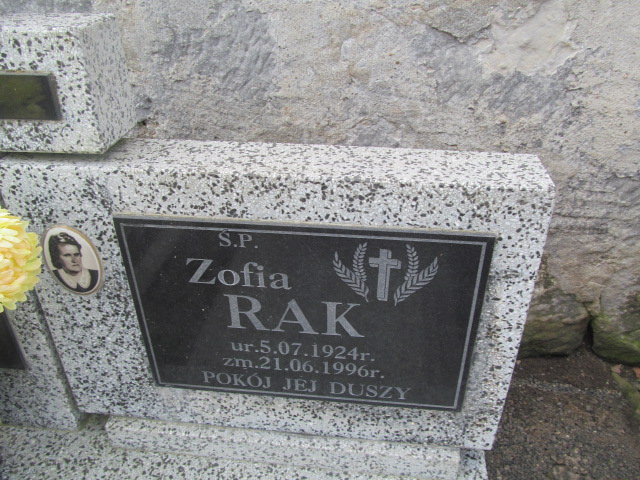 Ś.P.
Zofia
RAK
ur.5.07.1924r.
zm.21.06.1996r.
POKÓJ JEJ DUSZY